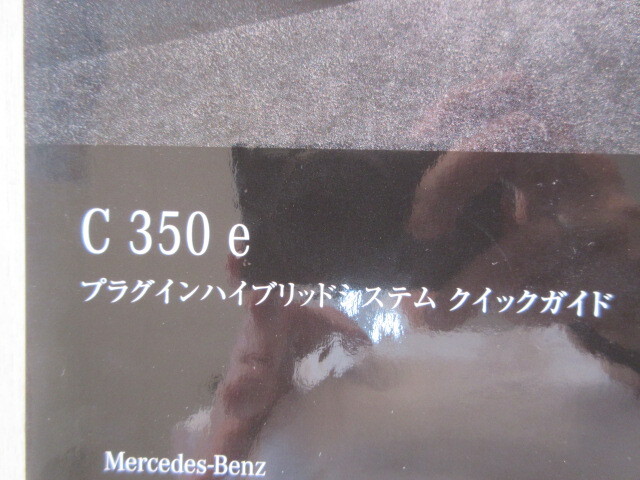 C 350 e
プラグインハイブリッドシステム クイックガイド
Mercedes-Benz